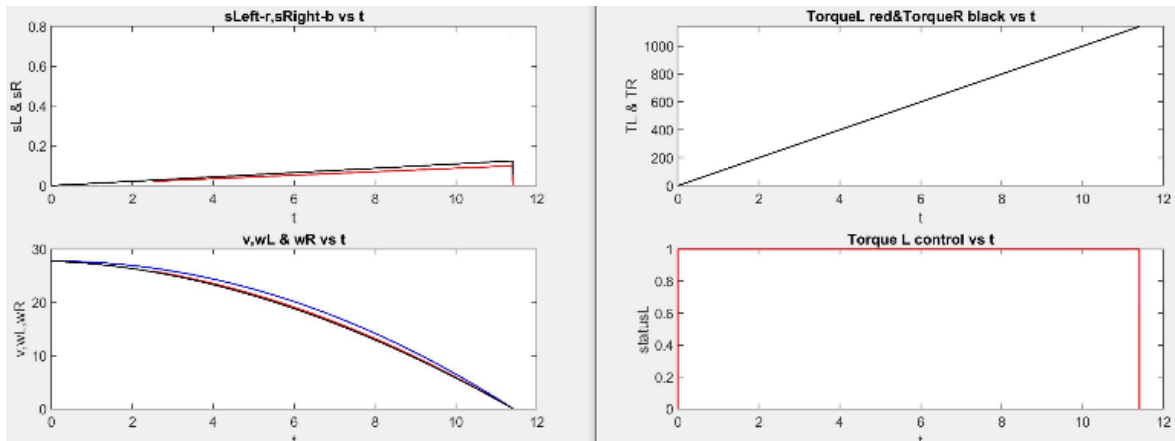 sLeft-r,sRight-b vs t
0.8
0.6
0.4
0.2
0
sL & sR
0 2 4 6 8 10 12
t
v,wL & wR vs t
30
20
10
0
v,wL,wR
0 2 4 6 8 10 12
t
TorqueL red&TorqueR black vs t
1000
800
600
400
200
0
TL & TR
0 2 4 6 8 10 12
t
Torque L control vs t
1
0.8
0.6
0.4
0.2
0
statusL
0 2 4 6 8 10 12
t